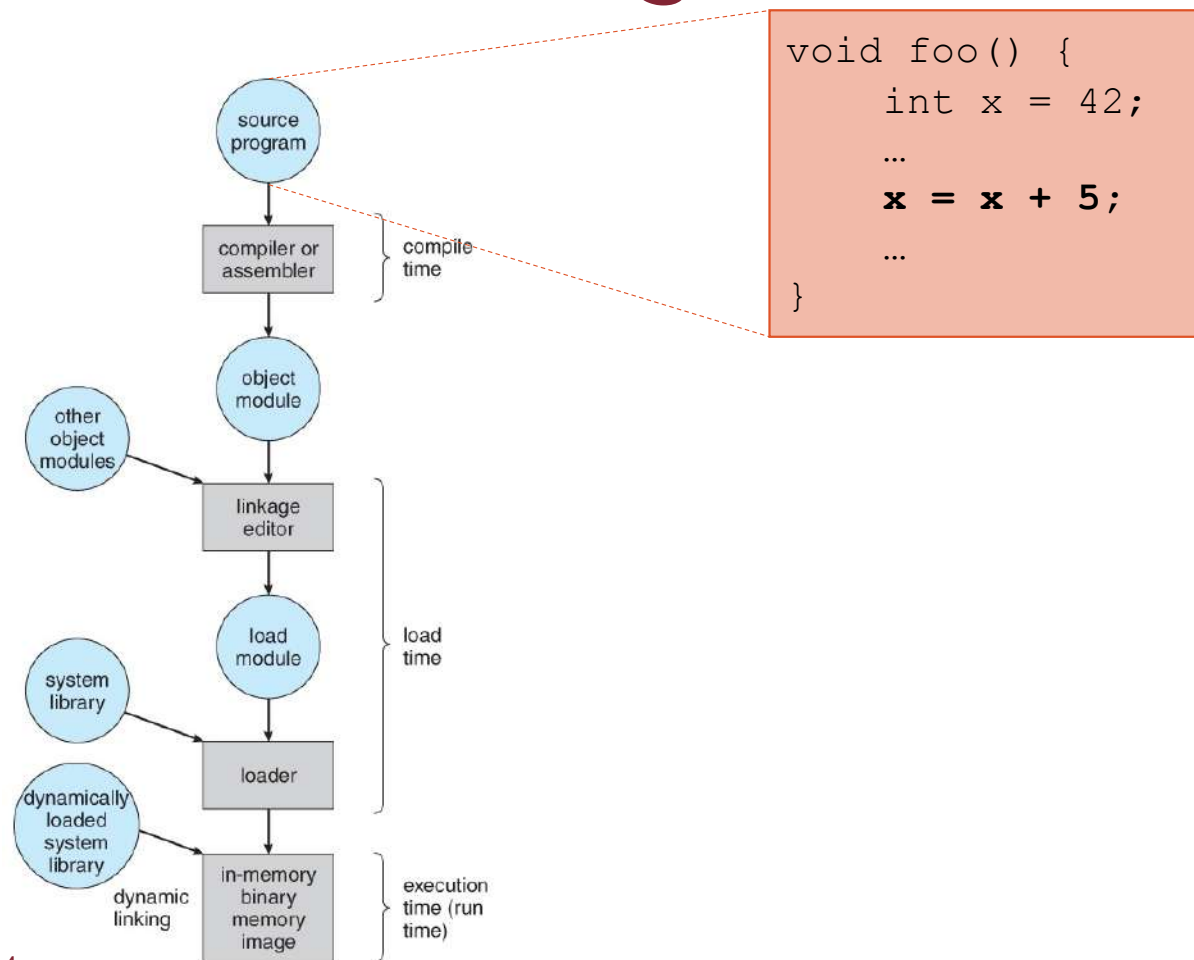 void foo() {
int x = 42;
…
x = x + 5;
…
}
source
program
compiler or
assembler
compile
time
object
module
other
object
modules
linkage
editor
load
module
load
time
system
library
loader
dynamically
loaded
system
library
dynamic
linking
in-memory
binary
memory
image
execution
time (run
time)